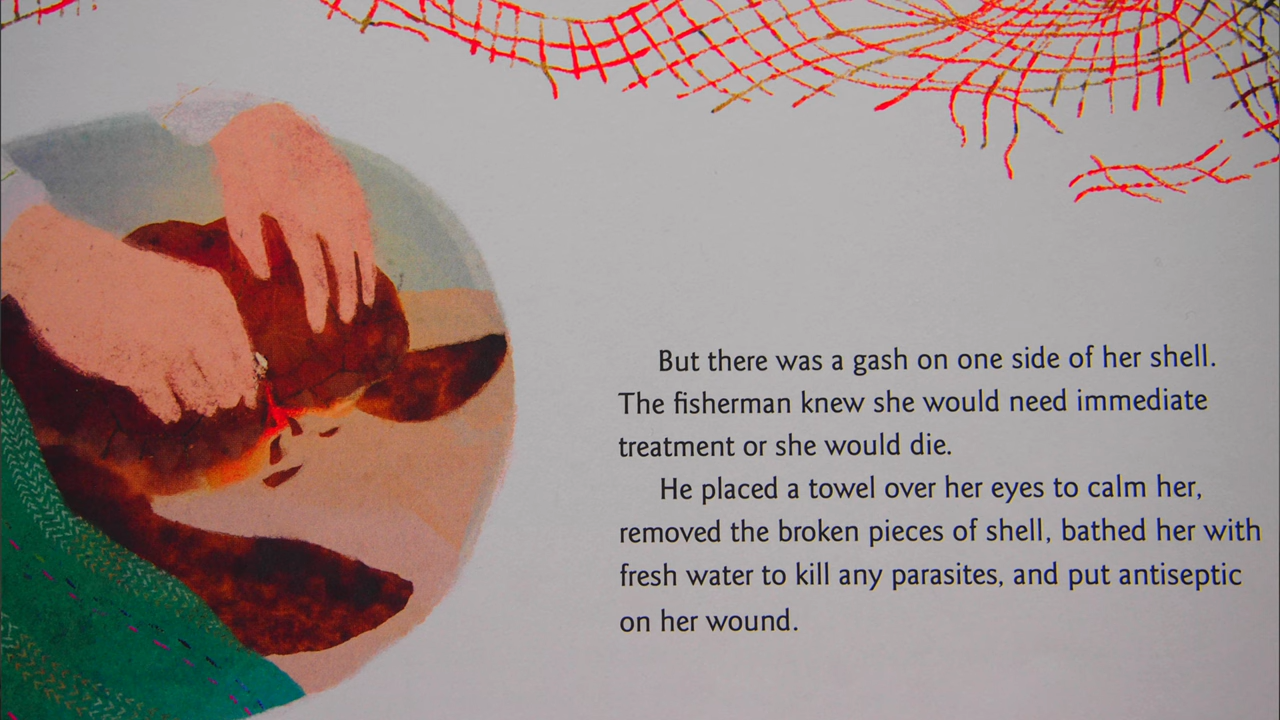 But there was a gash on one side of her shell.
The fisherman knew she would need immediate
treatment or she would die.
He placed a towel over her eyes to calm her,
removed the broken pieces of shell, bathed her with
fresh water to kill any parasites, and put antiseptic
on her wound.